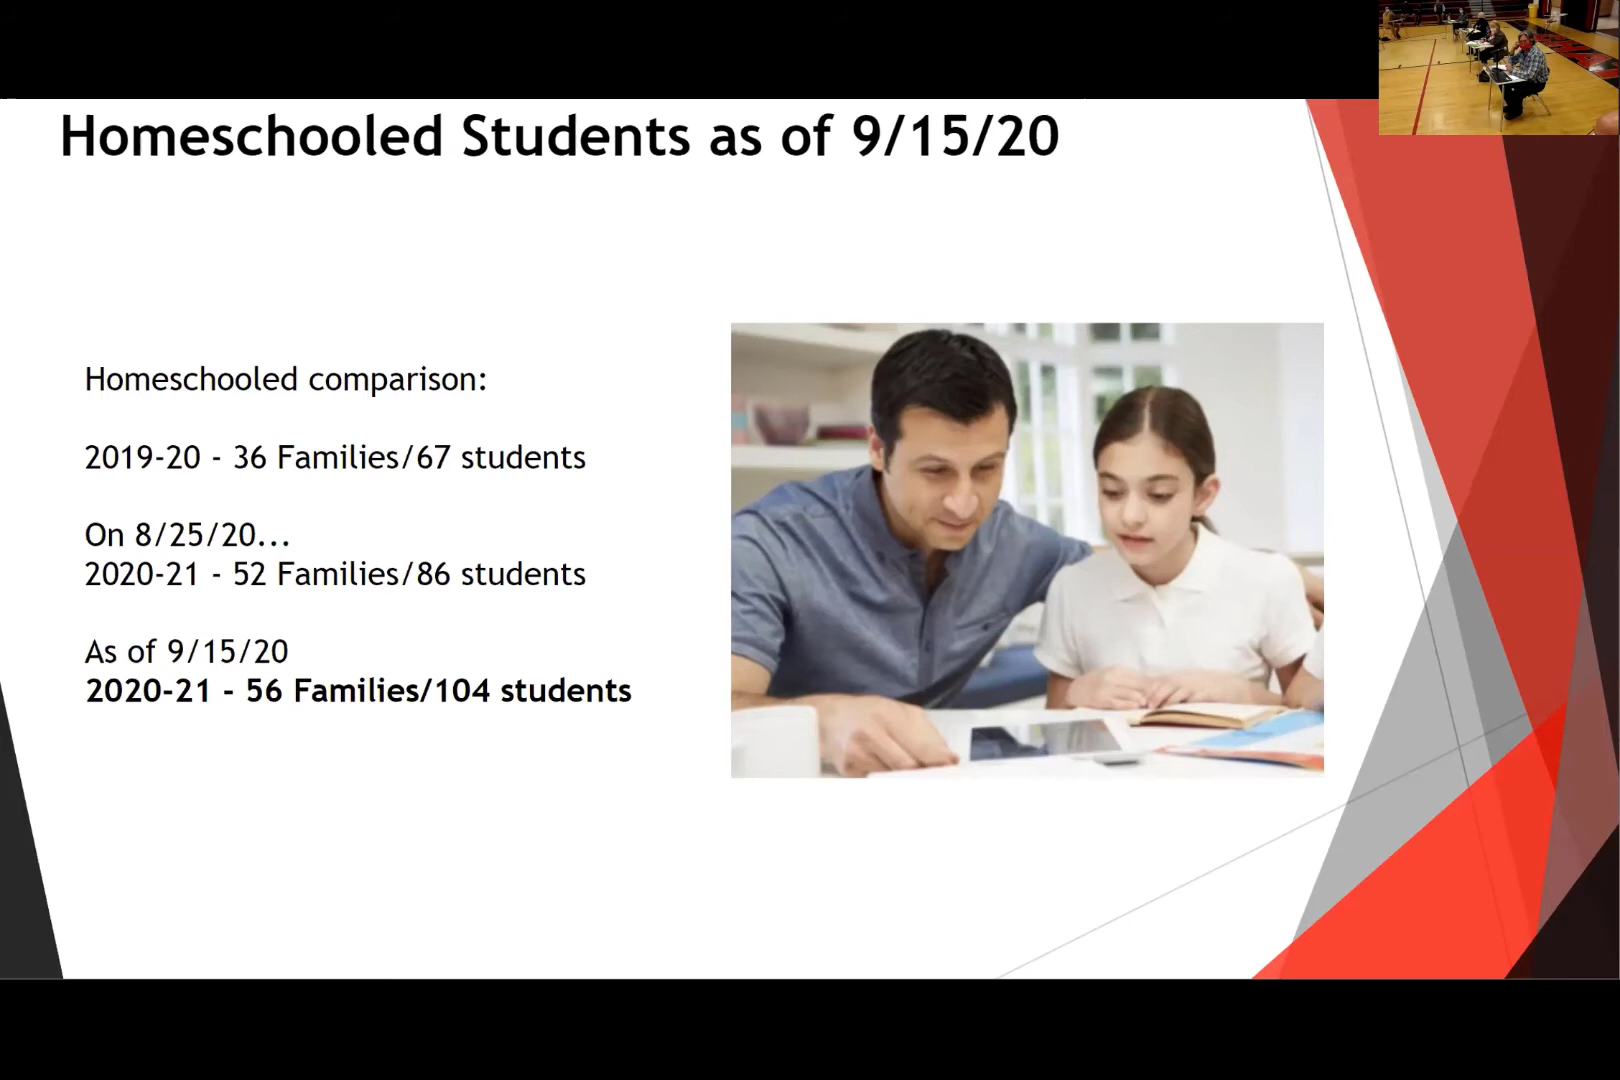 Homeschooled Students as of 9/15/20
Homeschooled comparison:
2019-20 - 36 Families/67 students
On 8/25/20...
2020-21 - 52 Families/86 students
As of 9/15/20
2020-21 - 56 Families/104 students